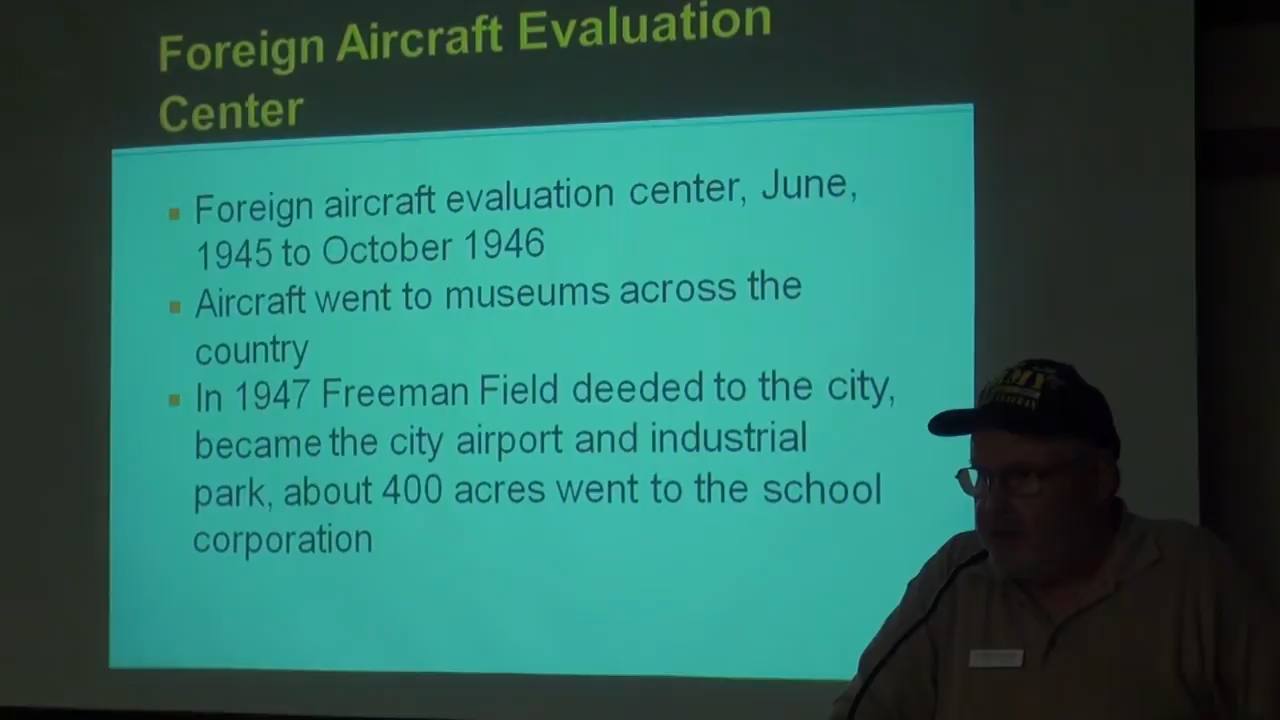 Foreign Aircraft Evaluation
Center
Foreign aircraft evaluation center, June,
1945 to October 1946
Aircraft went to museums across the
country
In 1947 Freeman Field deeded to the city,
became the city airport and industrial
park, about 400 acres went to the school
corporation